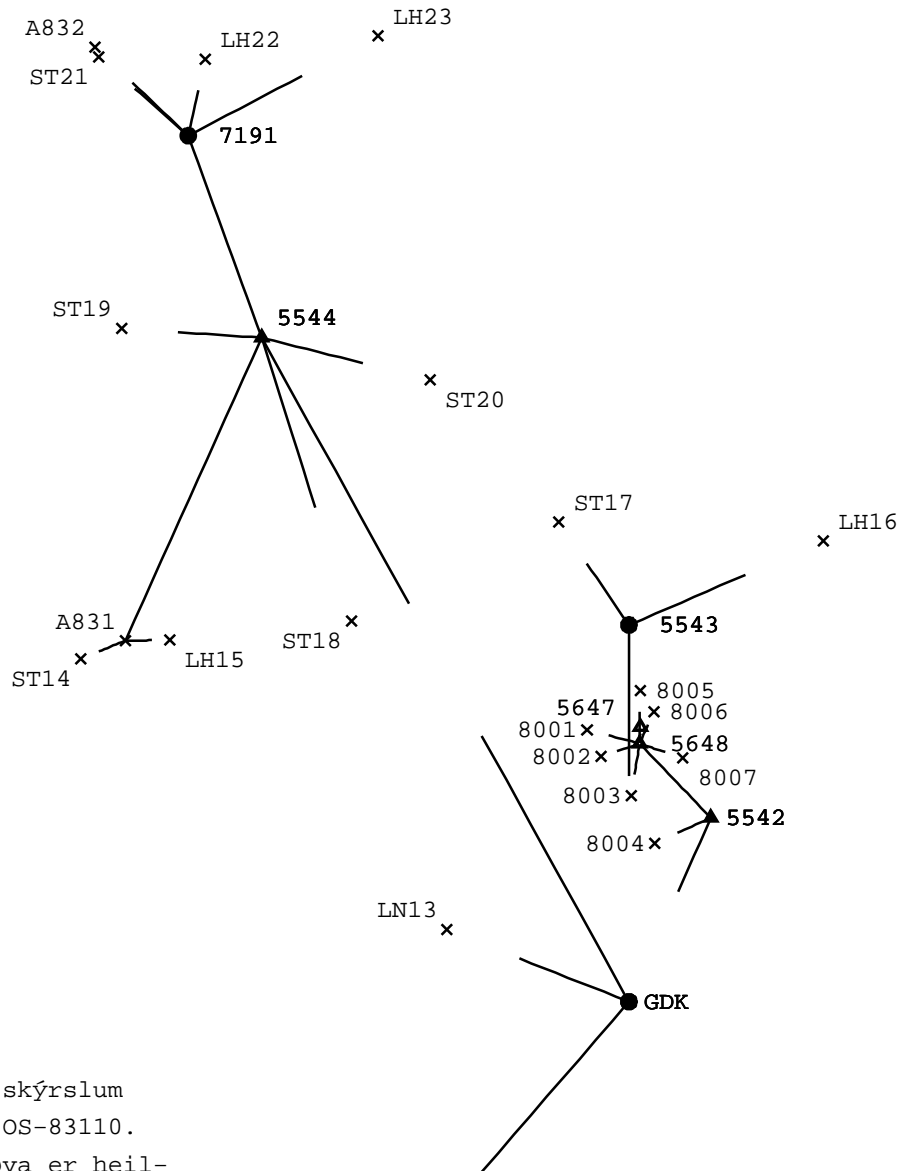 A832
LH22
LH23
ST21
7191
ST19
5544
ST20
ST17
LH16
A831
ST18
5543
LH15
ST14
8005
5647
8006
8001
5648
8002
8007
8003
5542
8004
LN13
GDK
skýrslum
OS-83110.
er heil-